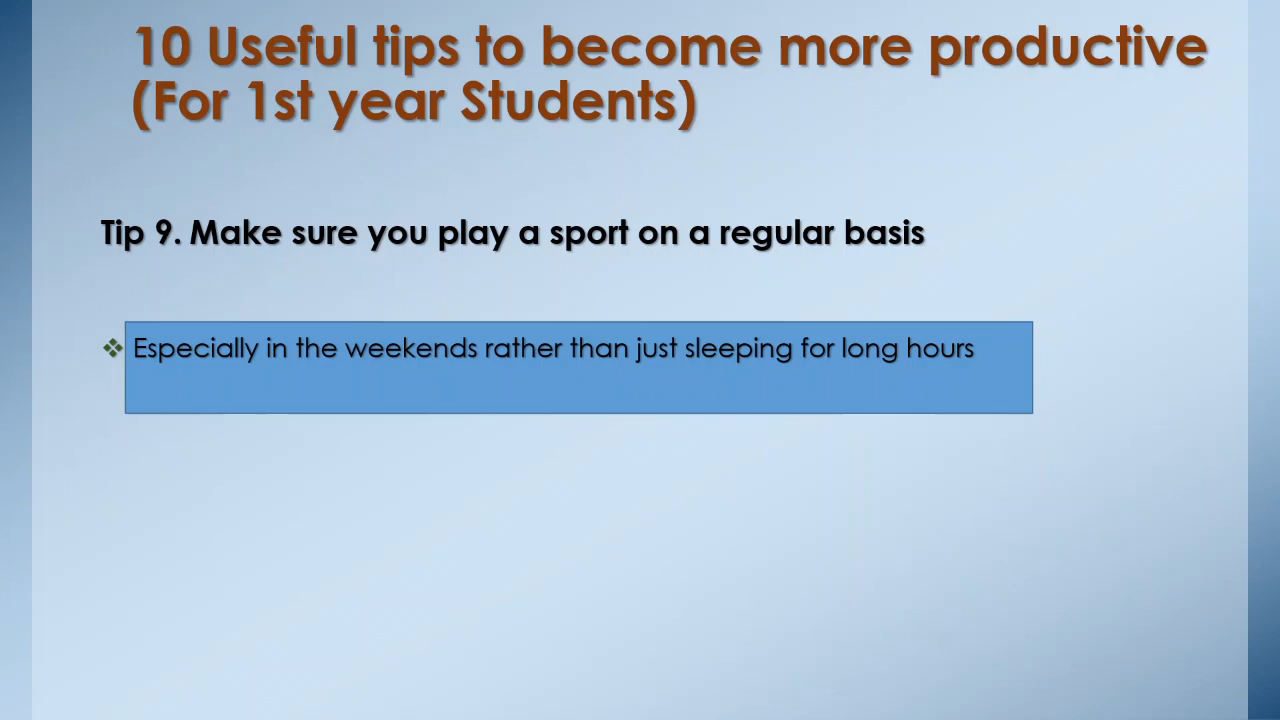 10 Useful tips to become more productive
(For 1st year Students)
Tip 9. Make sure you play a sport on a regular basis
Especially in the weekends rather than just sleeping for long hours